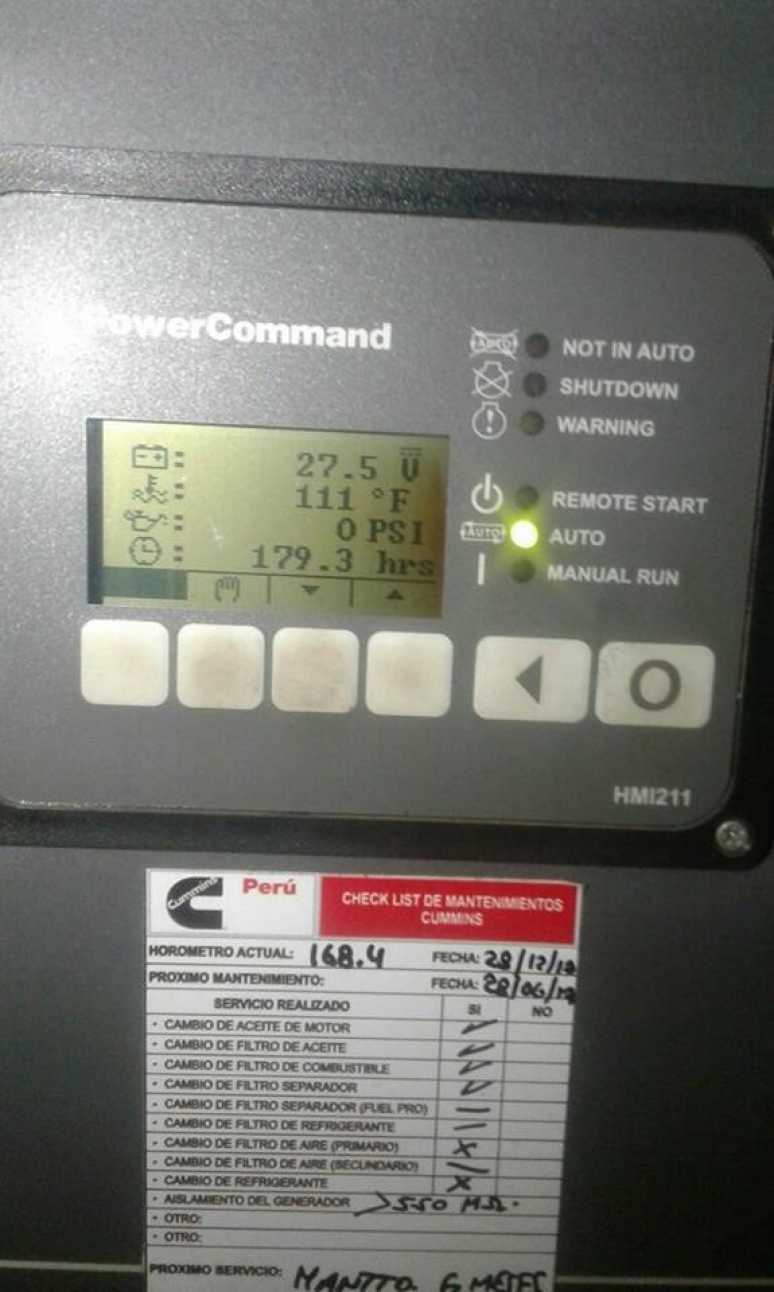 PowerCommand
NOT IN AUTO
SHUTDOWN
WARNING
27.5 V
111 °F
0 PSI
179.3 hrs
REMOTE START
AUTO AUTO
MANUAL RUN
O
HMI211
Cummins Perú
CHECK LIST DE MANTENIMIENTOS
CUMMINS
HOROMETRO ACTUAL: 168.4 FECHA: 28/12/
PROXIMO MANTENIMIENTO: FECHA: 28/06/
SERVICIO REALIZADO SI NO
• CAMBIO DE ACEITE DE MOTOR
• CAMBIO DE FILTRO DE ACEITE
• CAMBIO DE FILTRO DE COMBUSTIBLE
• CAMBIO DE FILTRO SEPARADOR
• CAMBIO DE FILTRO SEPARADOR (FUEL PRO)
• CAMBIO DE FILTRO DE REFRIGERANTE
• CAMBIO DE FILTRO DE AIRE (PRIMARIO) X
• CAMBIO DE FILTRO DE AIRE (SECUNDARIO)
• CAMBIO DE REFRIGERANTE X
• AISLAMIENTO DEL GENERADOR >550 MΩ.
• OTRO:
• OTRO:
PROXIMO SERVICIO: MANTTO. 6